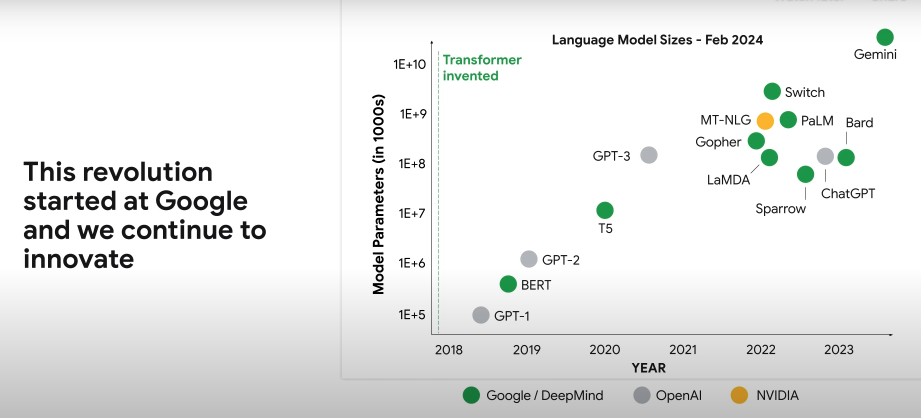 Language Model Sizes - Feb 2024
Gemini
Transformer
invented
1E+10
Switch
1E+9
MT-NLG
PaLM
Bard
Gopher
GPT-3
1E+8
LaMDA
ChatGPT
Sparrow
This revolution
started at Google
and we continue to
innovate
Model Parameters (in 1000s)
1E+7
T5
1E+6
GPT-2
BERT
1E+5
GPT-1
2018 2019 2020 2021 2022 2023
YEAR
Google / DeepMind OpenAI NVIDIA